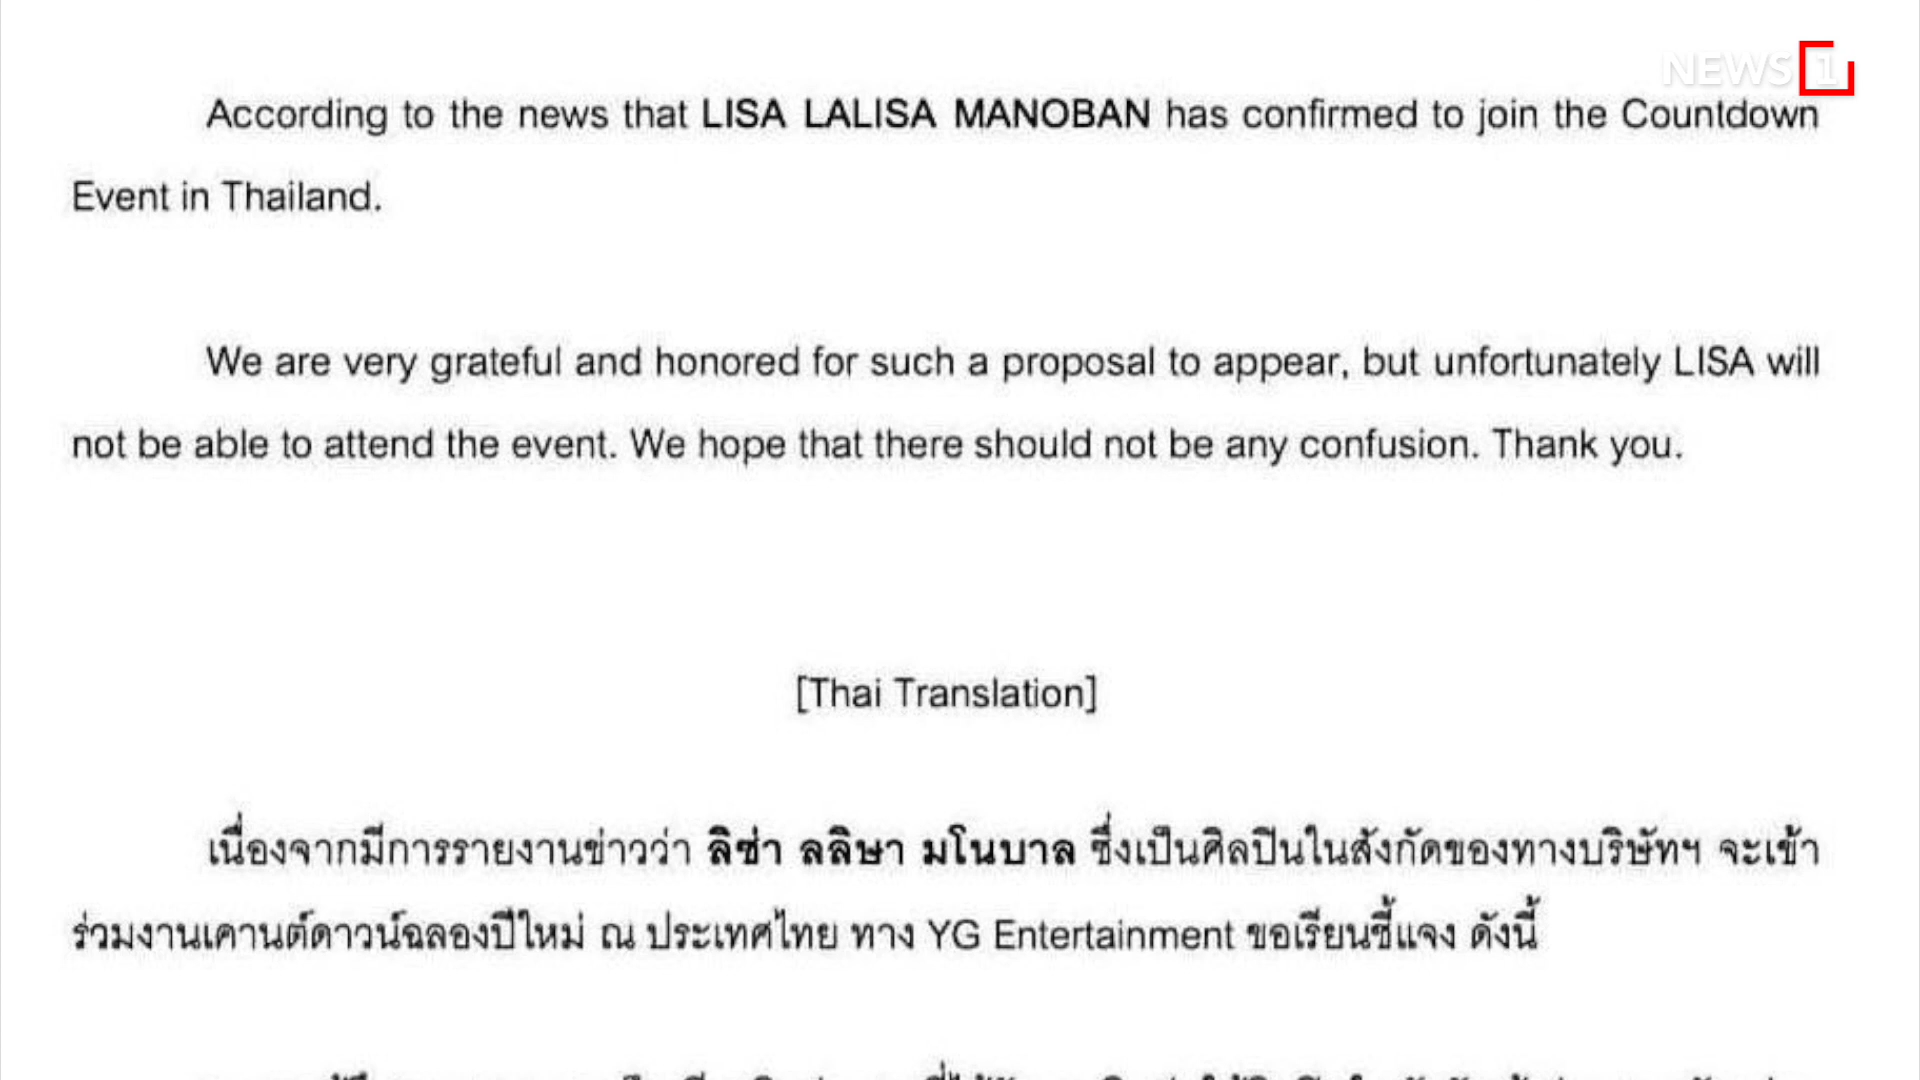 NEWS 1
According to the news that LISA LALISA MANOBAN has confirmed to join the Countdown
Event in Thailand.
We are very grateful and honored for such a proposal to appear, but unfortunately LISA will
not be able to attend the event. We hope that there should not be any confusion. Thank you.
[Thai Translation]
เนื่องจากมีการรายงานข่าวว่า ลิซ่า ลลิษา มโนบาล ซึ่งเป็นศิลปินในสังกัดของทางบริษัทฯ จะเข้า
ร่วมงานเคานต์ดาวน์ฉลองปีใหม่ ณ ประเทศไทย ทาง YG Entertainment ขอเรียนชี้แจง ดังนี้